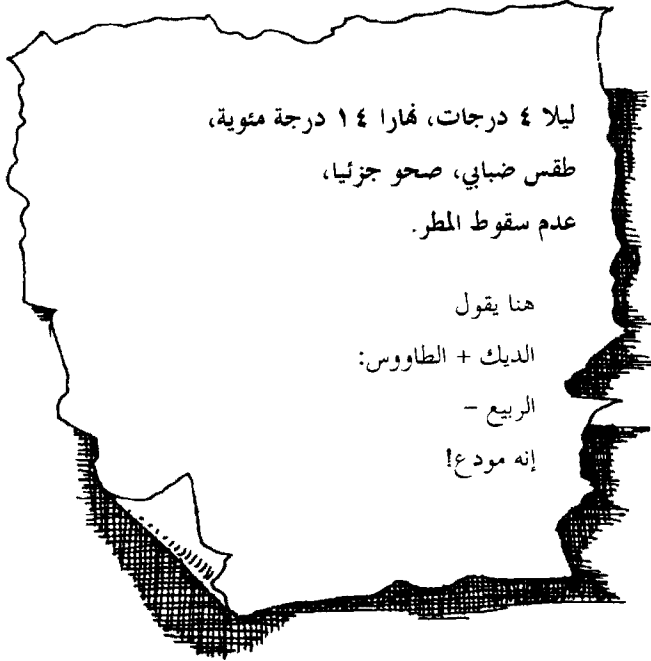 ليلا ٤ درجات، نهارا ١٤ درجة مئوية،
طقس ضبابي، صحو جزئيا،
عدم سقوط المطر.
هنا يقول
الديك + الطاووس:
الربيع –
إنه مودع!